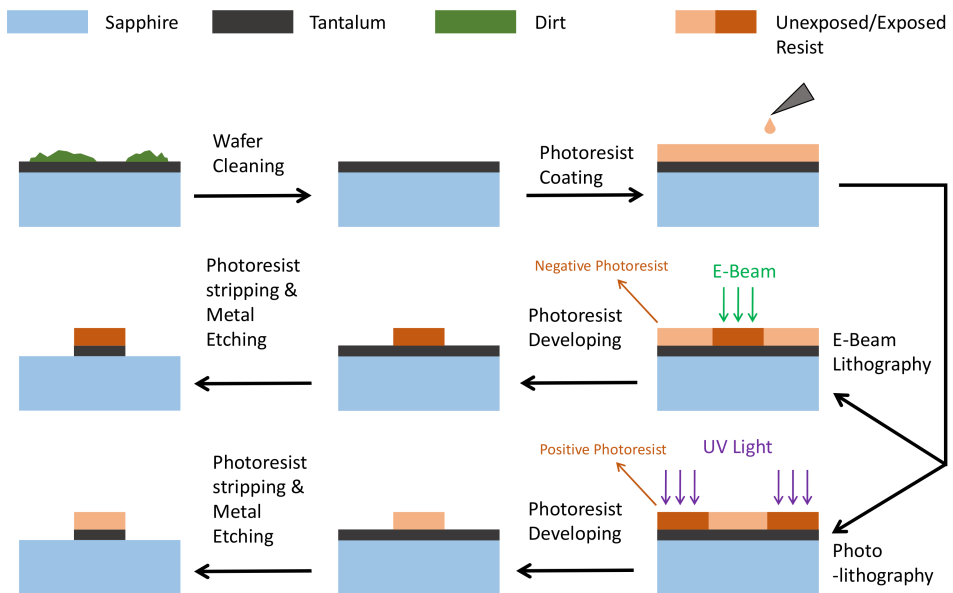 Sapphire
Tantalum
Dirt
Unexposed/Exposed
Resist
Wafer
Cleaning
Photoresist
Coating
Photoresist
stripping &
Metal
Etching
Negative Photoresist
E-Beam
Photoresist
Developing
E-Beam
Lithography
Photoresist
stripping &
Metal
Etching
Positive Photoresist
UV Light
Photoresist
Developing
Photo
-lithography